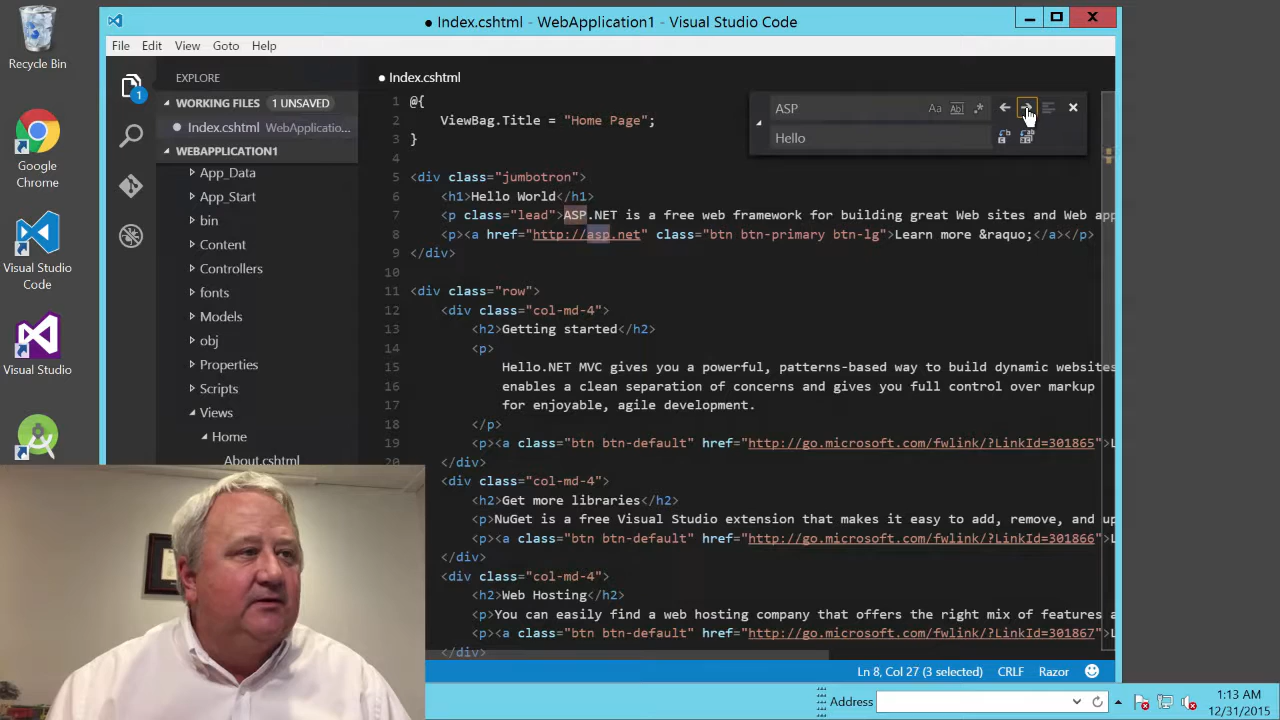 Recycle Bin
Google
Chrome
Visual Studio
Code
Visual Studio
● Index.cshtml - WebApplication1 - Visual Studio Code
File Edit View Goto Help
EXPLORE
WORKING FILES 1 UNSAVED
Index.cshtml WebApplicatio...
WEBAPPLICATION1
App_Data
App_Start
bin
Content
Controllers
fonts
Models
obj
Properties
Scripts
Views
Home
About.cshtml
1
● Index.cshtml
ASP Aa Ab| .*
Hello
1 @{
2 ViewBag.Title = "Home Page";
3 }
4
5 <div class="jumbotron">
6 <h1>Hello World</h1>
7 <p class="lead">ASP.NET is a free web framework for building great Web sites and Web app
8 <p><a href="http://asp.net" class="btn btn-primary btn-lg">Learn more &raquo;</a></p>
9 </div>
10
11 <div class="row">
12 <div class="col-md-4">
13 <h2>Getting started</h2>
14 <p>
15 Hello.NET MVC gives you a powerful, patterns-based way to build dynamic websites
16 enables a clean separation of concerns and gives you full control over markup
17 for enjoyable, agile development.
18 </p>
19 <p><a class="btn btn-default" href="http://go.microsoft.com/fwlink/?LinkId=301865">L
20 </div>
<div class="col-md-4">
<h2>Get more libraries</h2>
<p>NuGet is a free Visual Studio extension that makes it easy to add, remove, and up
<p><a class="btn btn-default" href="http://go.microsoft.com/fwlink/?LinkId=301866">L
</div>
<div class="col-md-4">
<h2>Web Hosting</h2>
<p>You can easily find a web hosting company that offers the right mix of features a
<p><a class="btn btn-default" href="http://go.microsoft.com/fwlink/?LinkId=301867">L
</div>
Ln 8, Col 27 (3 selected) CRLF Razor
Address
1:13 AM
12/31/2015